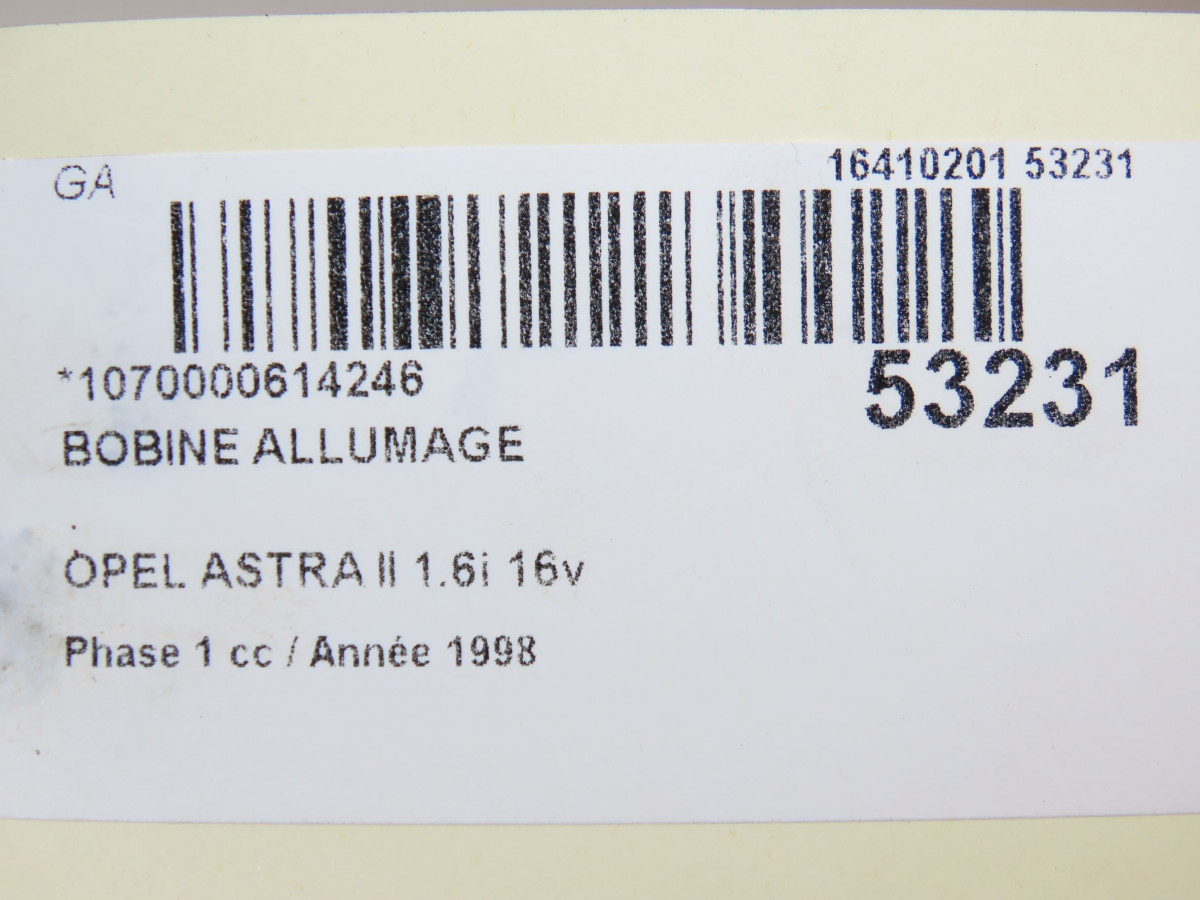 GA
16410201 53231
*1070000614246
53231
BOBINE ALLUMAGE
OPEL ASTRA II 1.6i 16v
Phase 1 cc / Année 1998